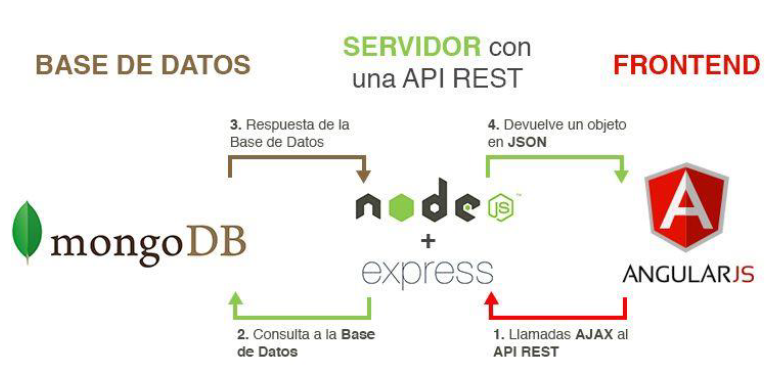 BASE DE DATOS
SERVIDOR con
una API REST
FRONTEND
3. Respuesta de la
Base de Datos
4. Devuelve un objeto
en JSON
mongoDB
node
JS
™
+
express
ANGULARJS
2. Consulta a la Base
de Datos
1. Llamadas AJAX al
API REST